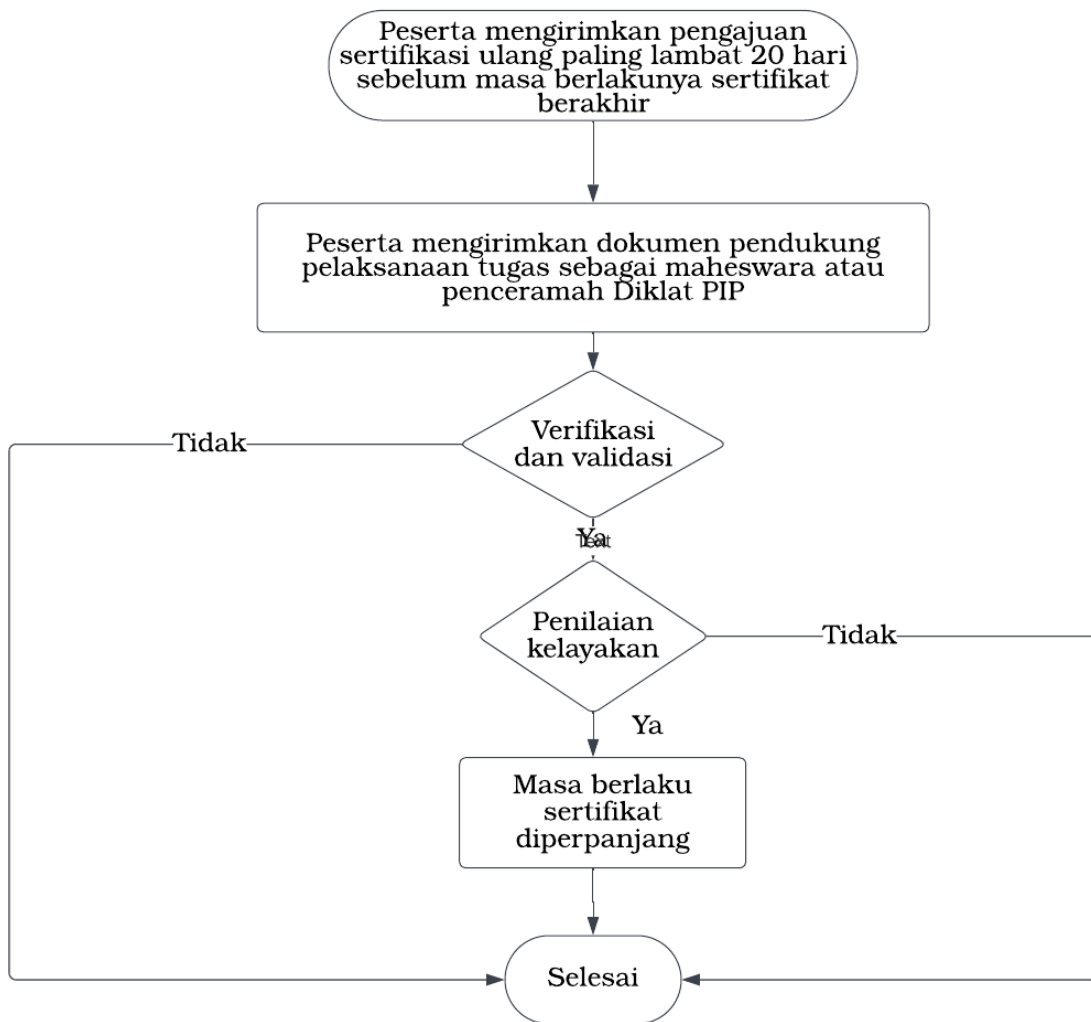 Peserta mengirimkan pengajuan
sertifikasi ulang paling lambat 20 hari
sebelum masa berlakunya sertifikat
berakhir
Peserta mengirimkan dokumen pendukung
pelaksanaan tugas sebagai maheswara atau
penceramah Diklat PIP
Verifikasi
dan validasi
Tidak
Ya
Text
Penilaian
kelayakan
Tidak
Ya
Masa berlaku
sertifikat
diperpanjang
Selesai